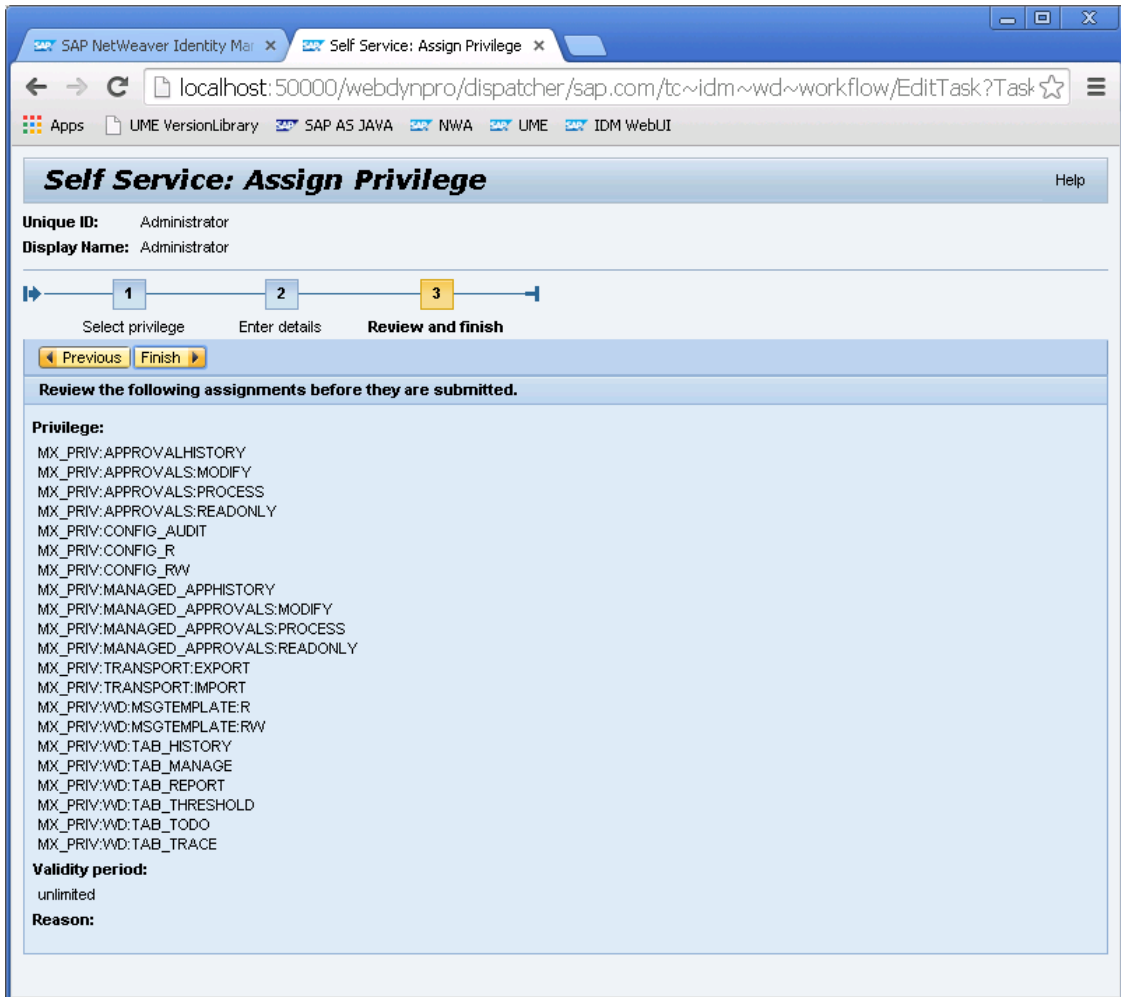 SAP NetWeaver Identity Mar
Self Service: Assign Privilege
localhost:50000/webdynpro/dispatcher/sap.com/tc~idm~wd~workflow/EditTask?Task
Apps UME VersionLibrary SAP AS JAVA NWA UME IDM WebUI
Self Service: Assign Privilege Help
Unique ID: Administrator
Display Name: Administrator
1 2 3
Select privilege Enter details Review and finish
Previous Finish
Review the following assignments before they are submitted.
Privilege:
MX_PRIV:APPROVALHISTORY
MX_PRIV:APPROVALS:MODIFY
MX_PRIV:APPROVALS:PROCESS
MX_PRIV:APPROVALS:READONLY
MX_PRIV:CONFIG_AUDIT
MX_PRIV:CONFIG_R
MX_PRIV:CONFIG_RW
MX_PRIV:MANAGED_APPHISTORY
MX_PRIV:MANAGED_APPROVALS:MODIFY
MX_PRIV:MANAGED_APPROVALS:PROCESS
MX_PRIV:MANAGED_APPROVALS:READONLY
MX_PRIV:TRANSPORT:EXPORT
MX_PRIV:TRANSPORT:IMPORT
MX_PRIV:WD:MSGTEMPLATE:R
MX_PRIV:WD:MSGTEMPLATE:RW
MX_PRIV:WD:TAB_HISTORY
MX_PRIV:WD:TAB_MANAGE
MX_PRIV:WD:TAB_REPORT
MX_PRIV:WD:TAB_THRESHOLD
MX_PRIV:WD:TAB_TODO
MX_PRIV:WD:TAB_TRACE
Validity period:
unlimited
Reason: